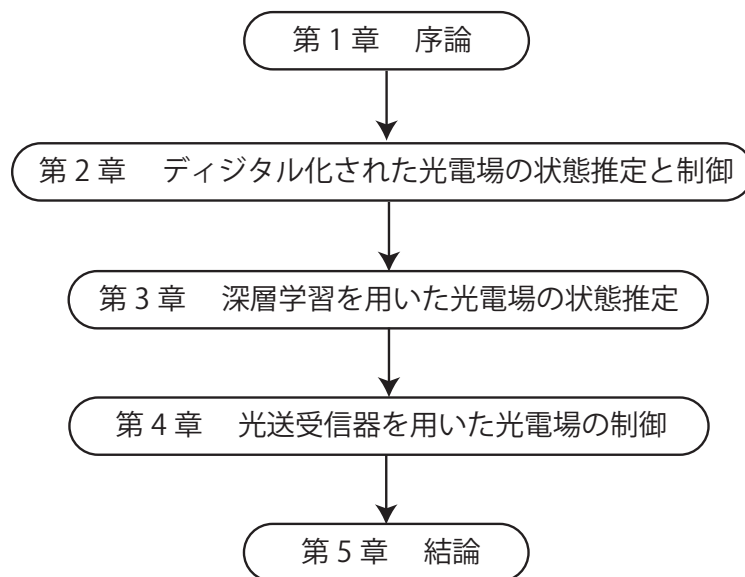 第1章 序論
第2章 ディジタル化された光電場の状態推定と制御
第3章 深層学習を用いた光電場の状態推定
第4章 光送受信器を用いた光電場の制御
第5章 結論